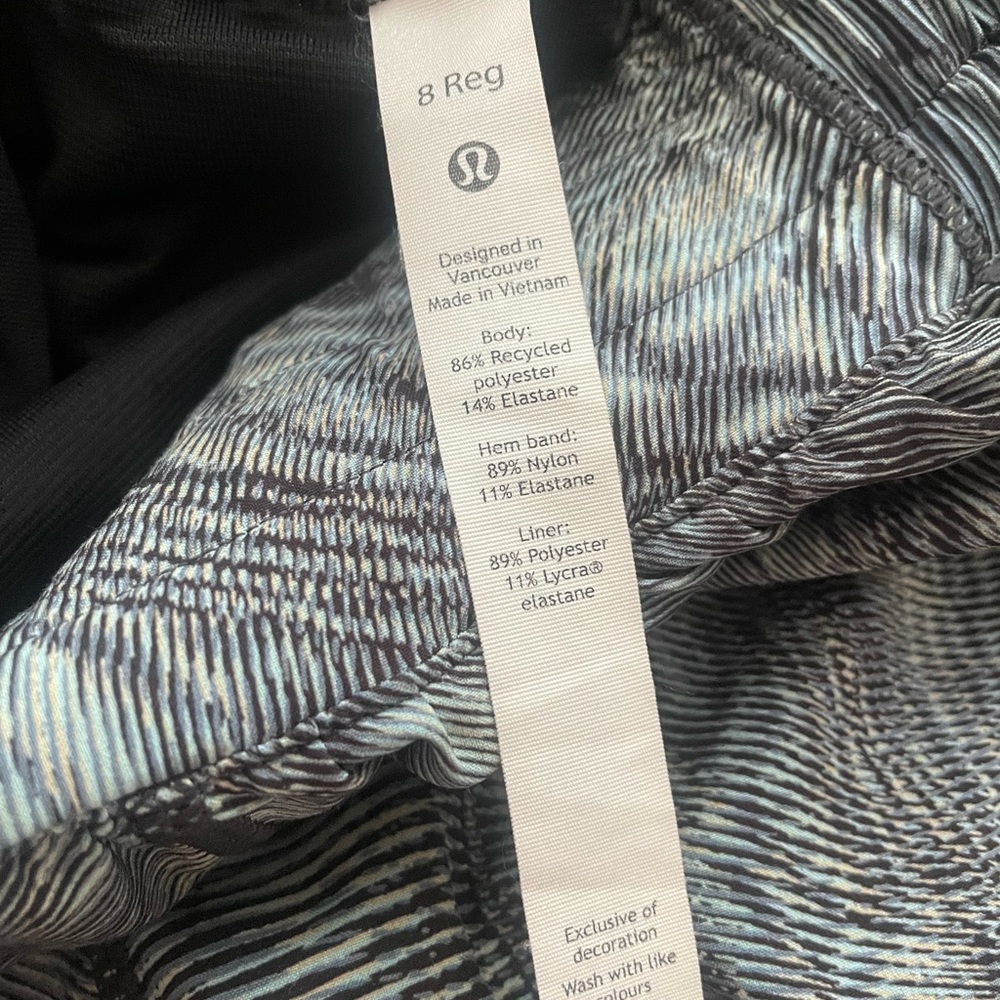 8 Reg
Designed in
Vancouver
Made in Vietnam
Body:
86% Recycled
polyester
14% Elastane
Hem band:
89% Nylon
11% Elastane
Liner:
89% Polyester
11% Lycra®
elastane
Exclusive of
decoration
Wash with like
colours